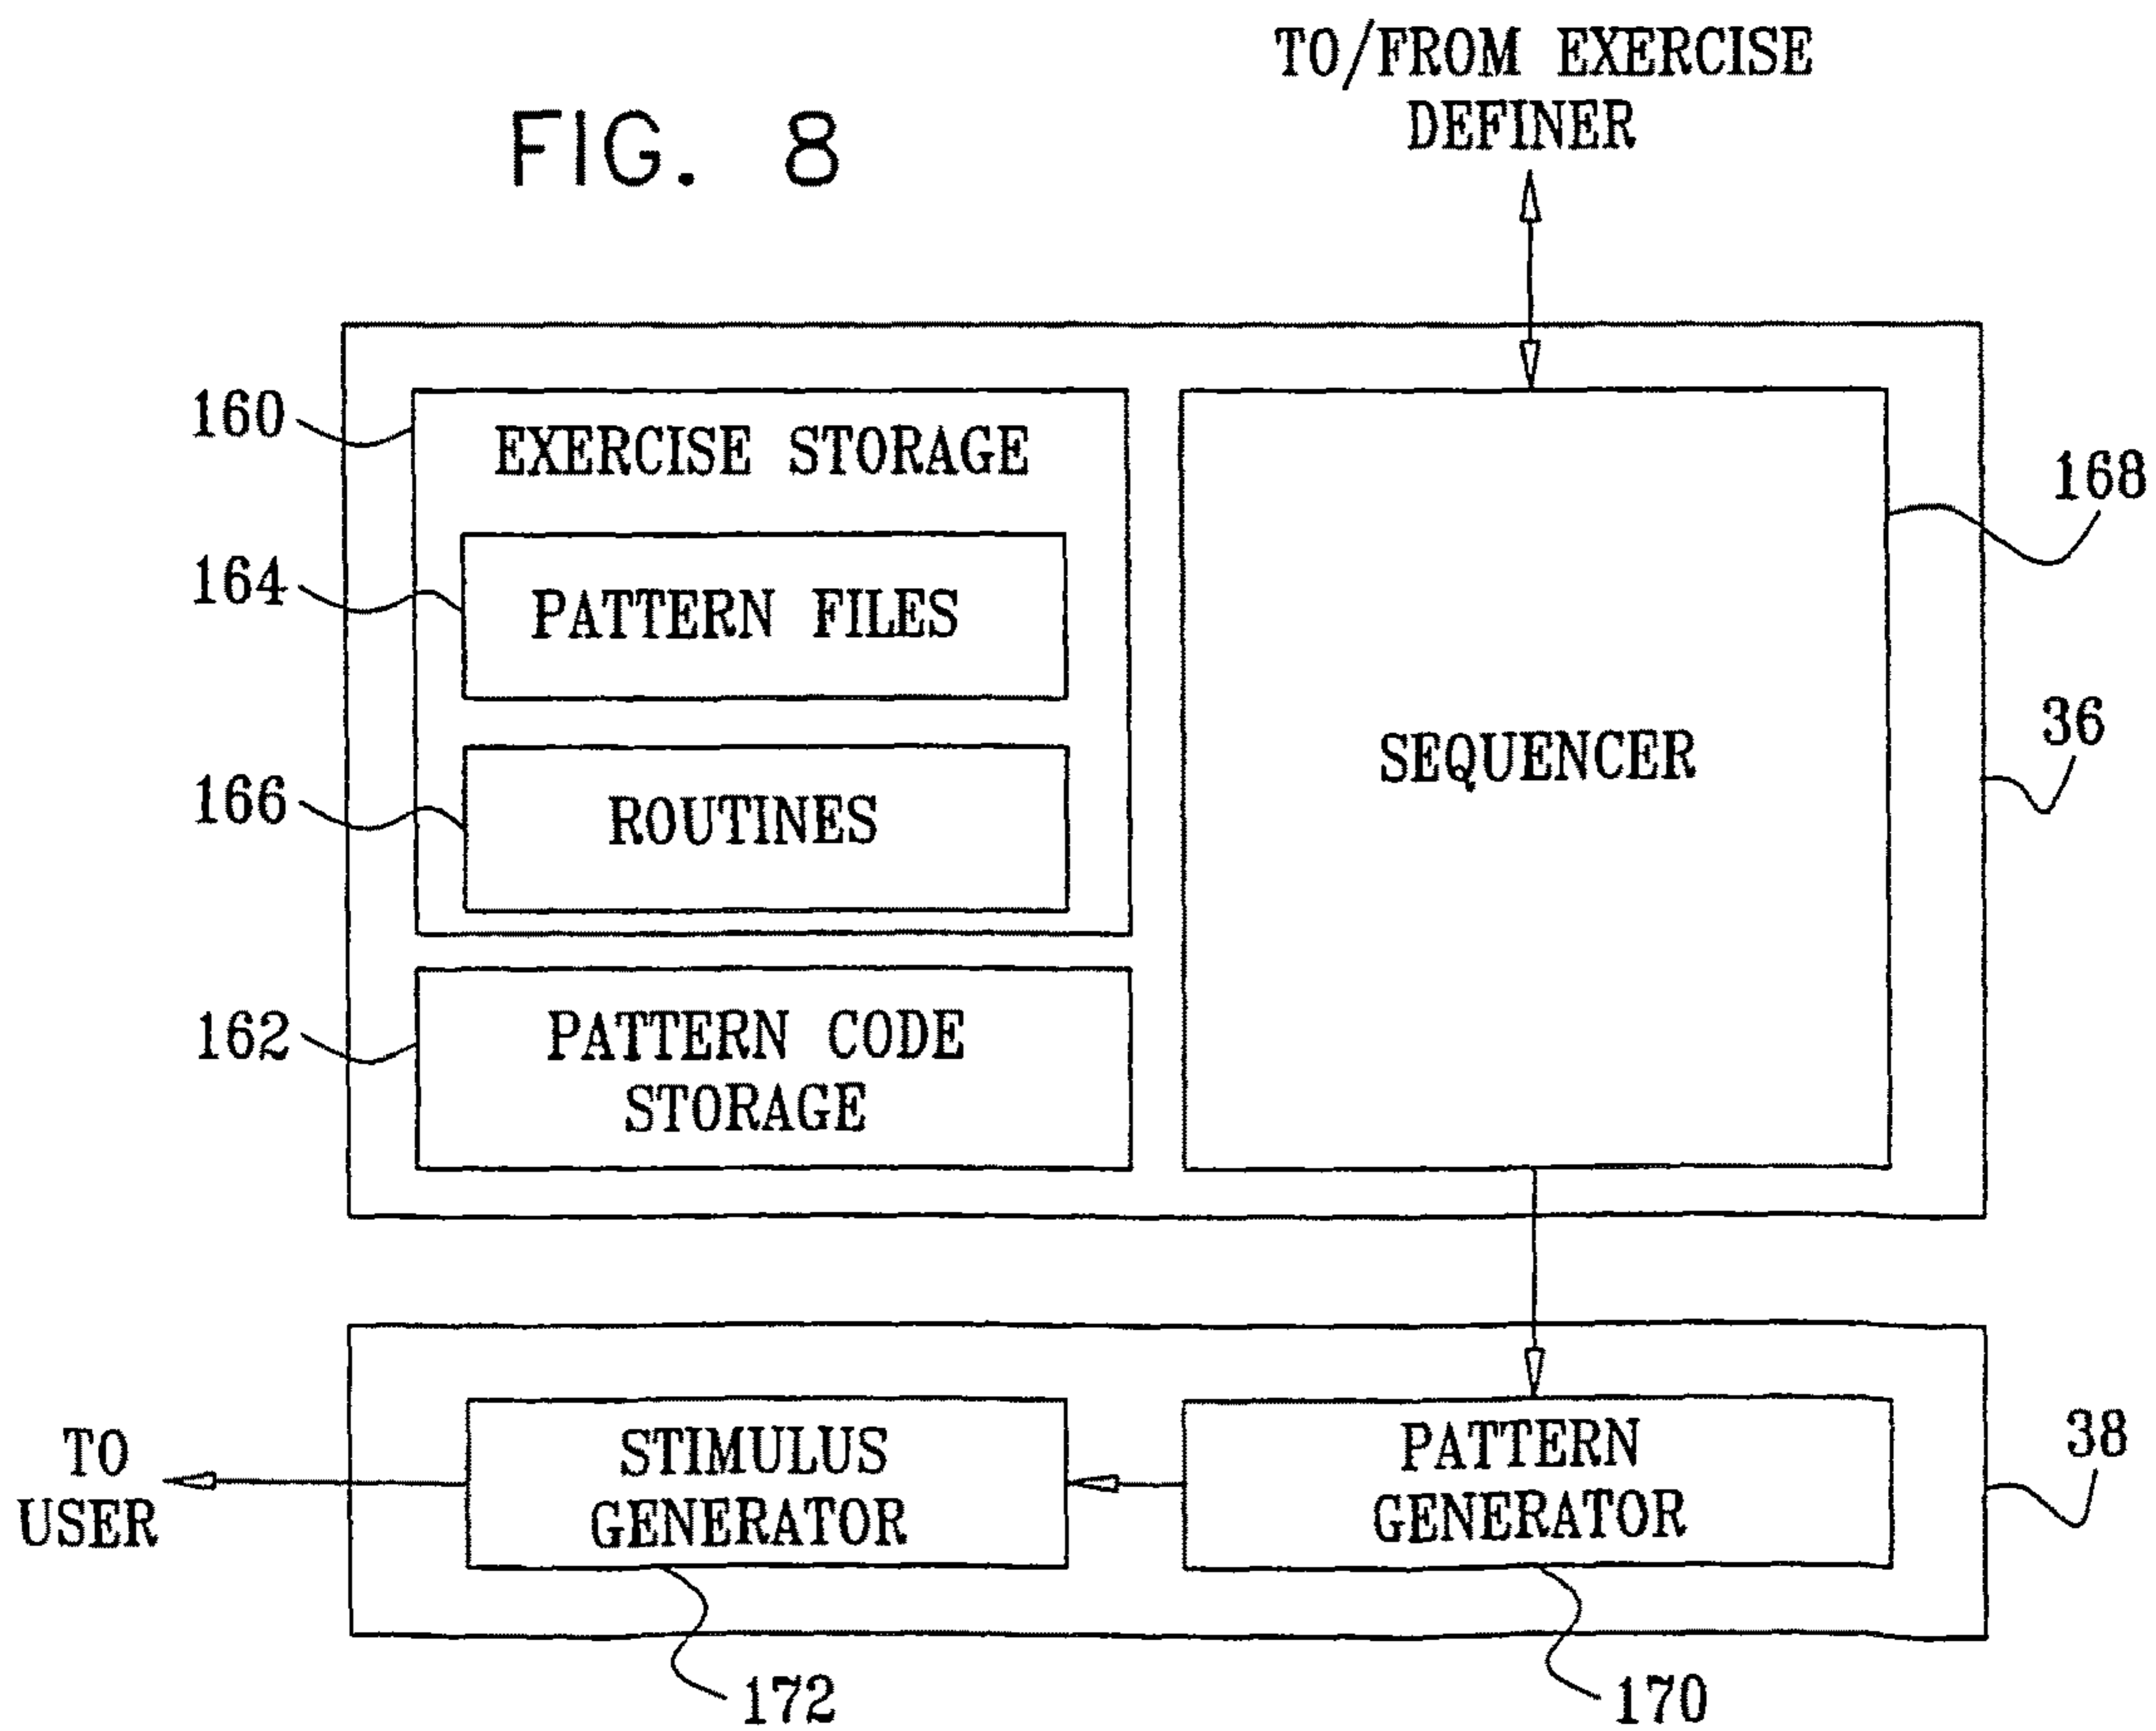 FIG. 8
TO/FROM EXERCISE
DEFINER
160
EXERCISE STORAGE
168
164
PATTERN FILES
36
SEQUENCER
166
ROUTINES
162
PATTERN CODE
STORAGE
38
TO
USER
STIMULUS
GENERATOR
PATTERN
GENERATOR
172
170